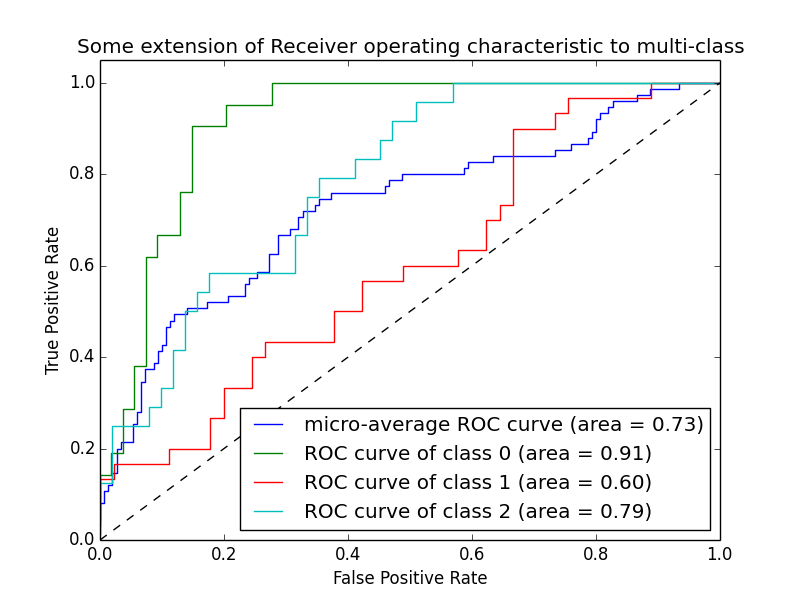 Some extension of Receiver operating characteristic to multi-class
1.0
0.8
0.6
0.4
0.2
0.0
True Positive Rate
micro-average ROC curve (area = 0.73)
ROC curve of class 0 (area = 0.91)
ROC curve of class 1 (area = 0.60)
ROC curve of class 2 (area = 0.79)
0.0 0.2 0.4 0.6 0.8 1.0
False Positive Rate